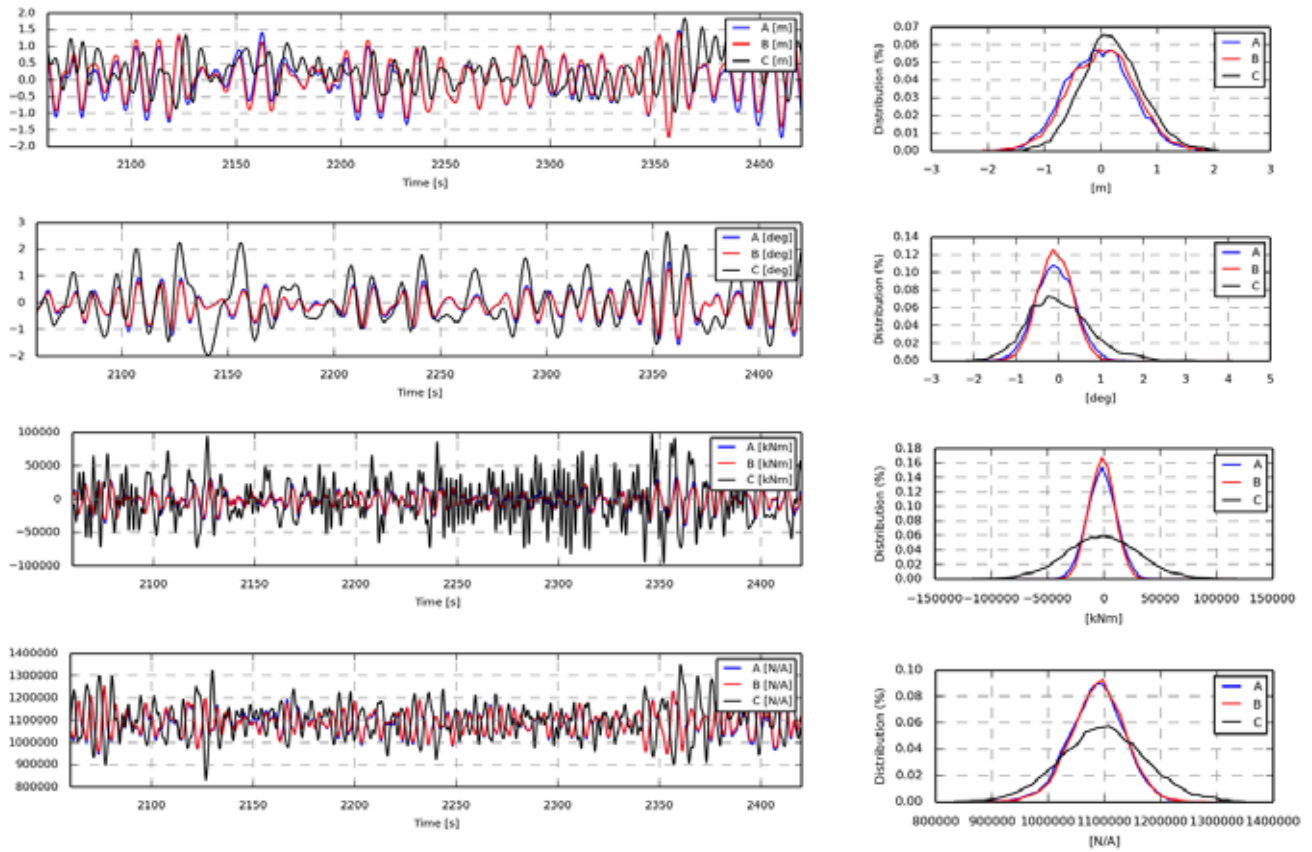 2.0
1.5
1.0
0.5
0.0
−0.5
−1.0
−1.5
−2.0
A [m]
B [m]
C [m]
2100 2150 2200 2250 2300 2350 2400
Time [s]
0.07
0.06
0.05
0.04
0.03
0.02
0.01
0.00
Distribution (%)
A
B
C
−3 −2 −1 0 1 2 3
[m]
3
2
1
0
−1
−2
A [deg]
B [deg]
C [deg]
2100 2150 2200 2250 2300 2350 2400
Time [s]
0.14
0.12
0.10
0.08
0.06
0.04
0.02
0.00
Distribution (%)
A
B
C
−3 −2 −1 0 1 2 3 4 5
[deg]
100000
50000
0
−50000
−100000
A [kNm]
B [kNm]
C [kNm]
2100 2150 2200 2250 2300 2350 2400
Time [s]
0.18
0.16
0.14
0.12
0.10
0.08
0.06
0.04
0.02
0.00
Distribution (%)
A
B
C
−150000 −100000 −50000 0 50000 100000 150000
[kNm]
1400000
1300000
1200000
1100000
1000000
900000
800000
A [N/A]
B [N/A]
C [N/A]
2100 2150 2200 2250 2300 2350 2400
Time [s]
0.10
0.08
0.06
0.04
0.02
0.00
Distribution (%)
A
B
C
800000 900000 1000000 1100000 1200000 1300000 1400000
[N/A]